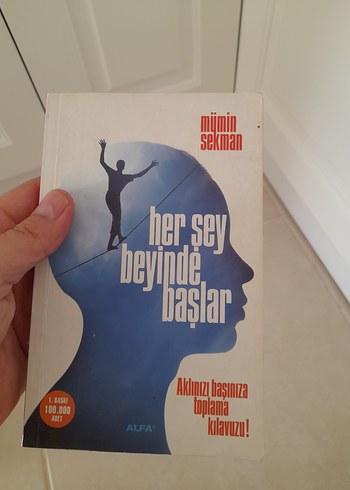 mümin
sekman
her şey
beyinde
başlar
Aklınızı başınıza
toplama
kılavuzu!
1. BASKI
100.000
ADET
ALFA